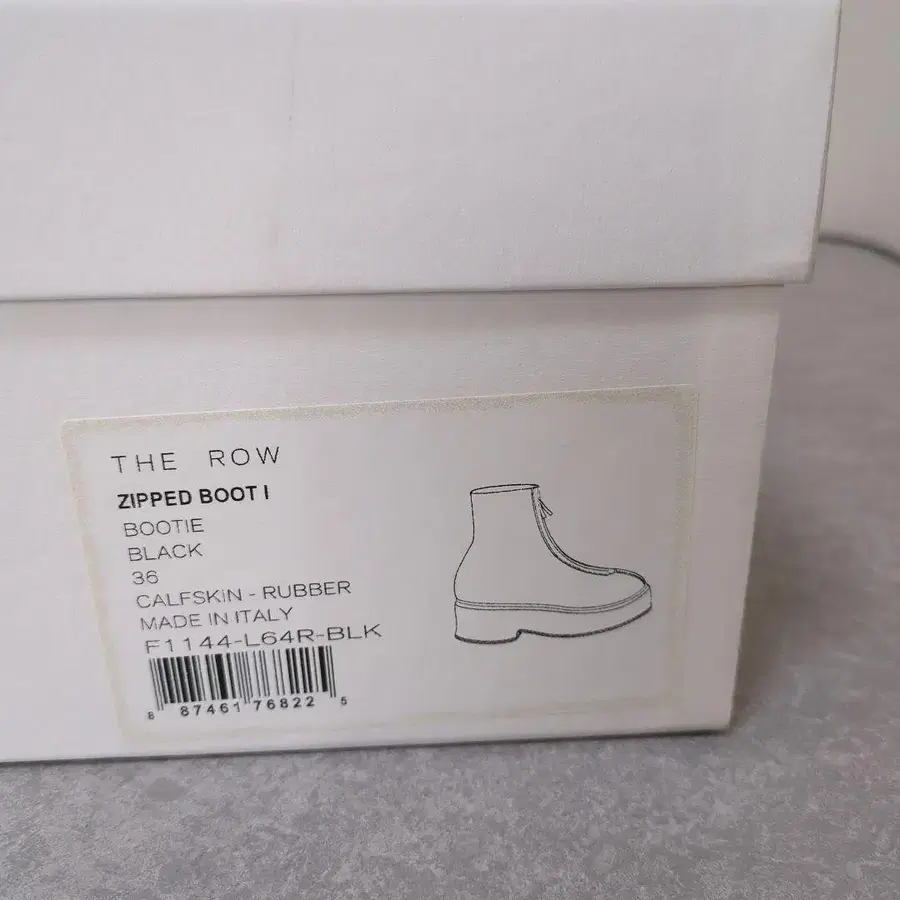 THE ROW
ZIPPED BOOT I
BOOTIE
BLACK
36
CALFSKIN - RUBBER
MADE IN ITALY
F1144-L64R-BLK
8 87461 76822 5